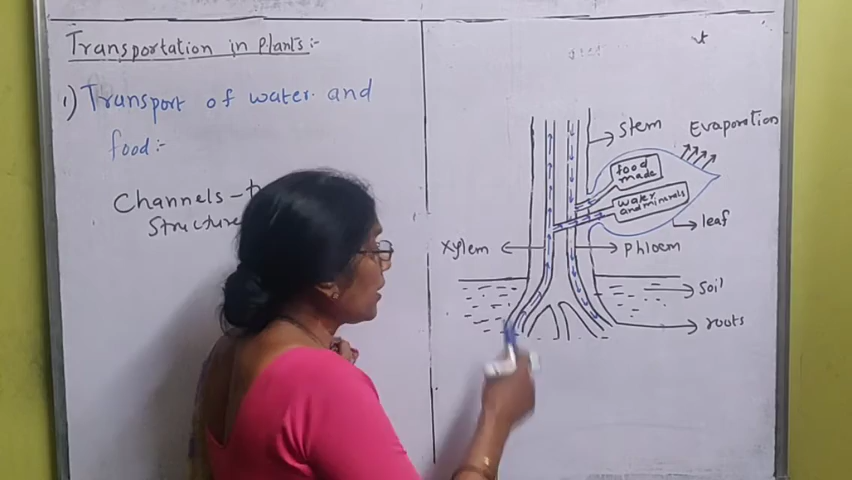 Transportation in Plants:-
1) Transport of water and
food:-
Channels-
Structure
stem
Evaporation
food
made
water
and minerals
leaf
Xylem
Phloem
Soil
roots